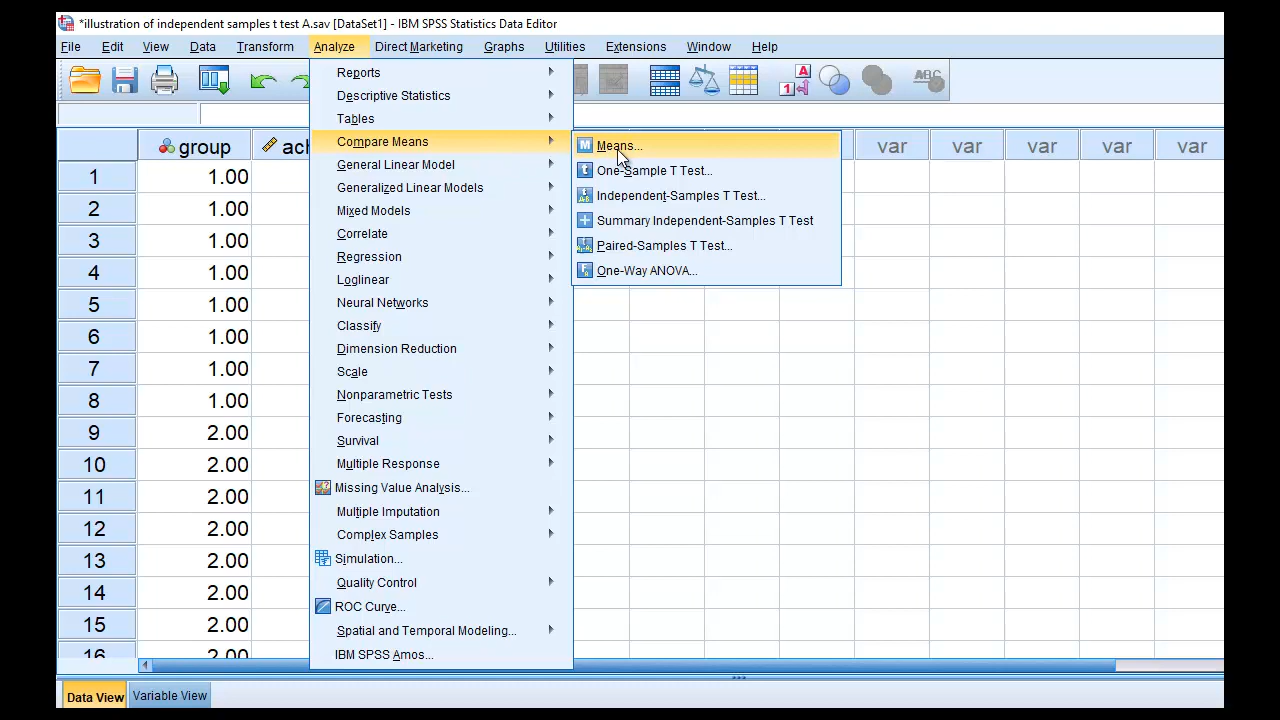 *illustration of independent samples t test A.sav [DataSet1] - IBM SPSS Statistics Data Editor
File Edit View Data Transform Analyze Direct Marketing Graphs Utilities Extensions Window Help
Reports
Descriptive Statistics
Tables
Compare Means
General Linear Model
Generalized Linear Models
Mixed Models
Correlate
Regression
Loglinear
Neural Networks
Classify
Dimension Reduction
Scale
Nonparametric Tests
Forecasting
Survival
Multiple Response
Missing Value Analysis...
Multiple Imputation
Complex Samples
Simulation...
Quality Control
ROC Curve...
Spatial and Temporal Modeling...
IBM SPSS Amos...
M Means...
t One-Sample T Test...
Independent-Samples T Test...
Summary Independent-Samples T Test
Paired-Samples T Test...
One-Way ANOVA...
A
1
ABC
group ach var var var var var
1 1.00
2 1.00
3 1.00
4 1.00
5 1.00
6 1.00
7 1.00
8 1.00
9 2.00
10 2.00
11 2.00
12 2.00
13 2.00
14 2.00
15 2.00
16 2.00
Data View Variable View